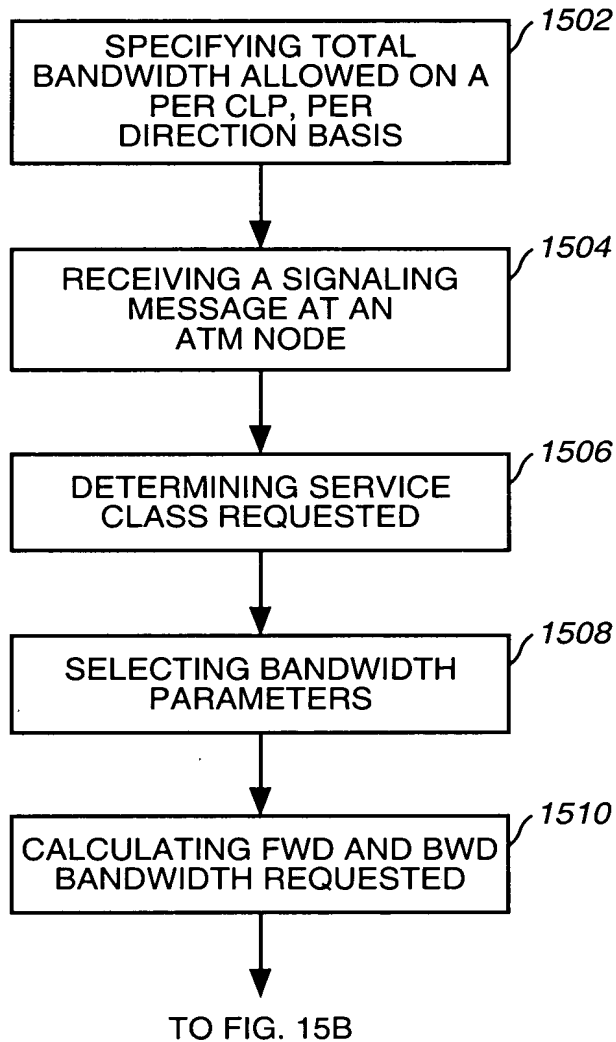 1502
SPECIFYING TOTAL
BANDWIDTH ALLOWED ON A
PER CLP, PER
DIRECTION BASIS
1504
RECEIVING A SIGNALING
MESSAGE AT AN
ATM NODE
1506
DETERMINING SERVICE
CLASS REQUESTED
1508
SELECTING BANDWIDTH
PARAMETERS
1510
CALCULATING FWD AND BWD
BANDWIDTH REQUESTED
TO FIG. 15B